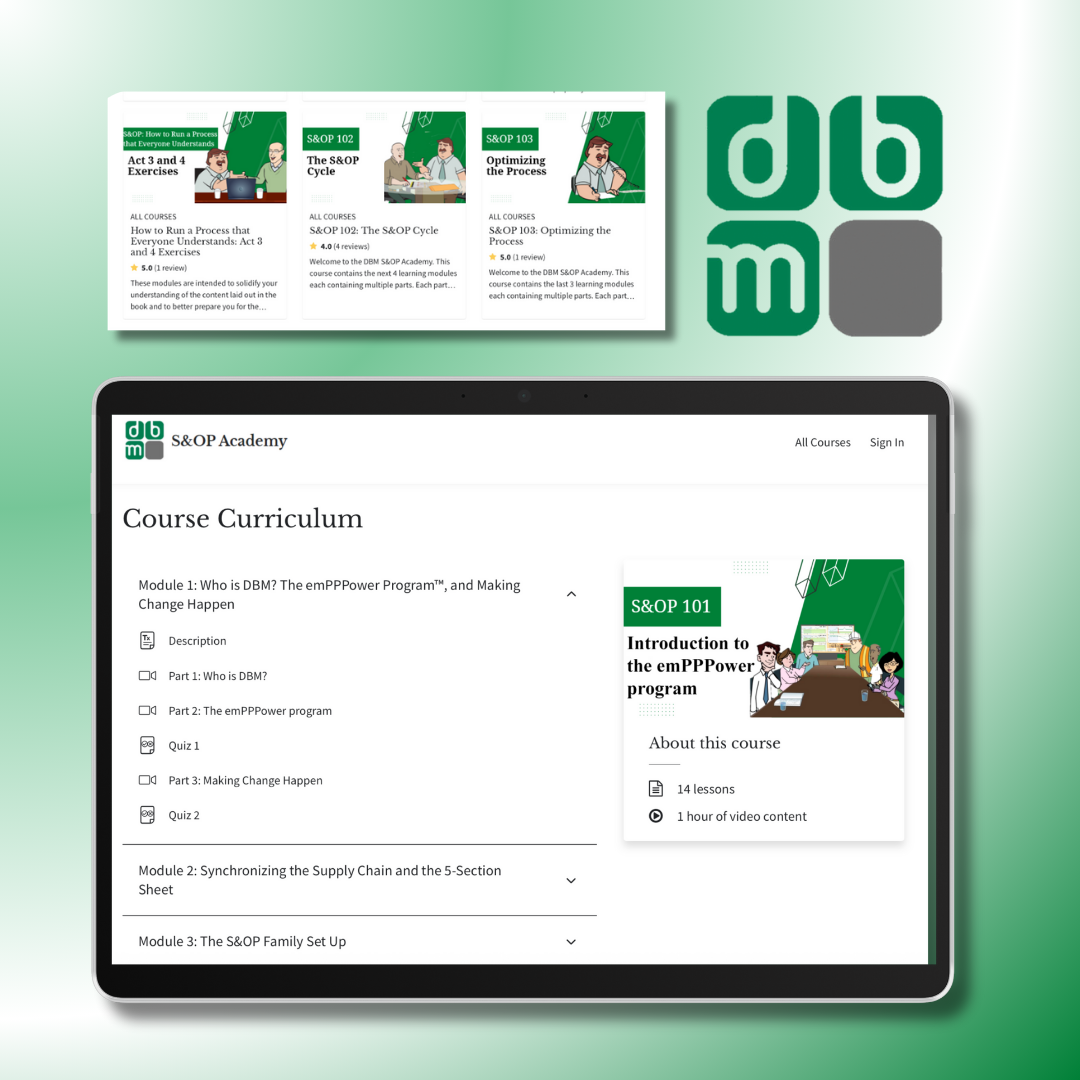 S&OP: How to Run a Process
that Everyone Understands
Act 3 and 4
Exercises
ALL COURSES
How to Run a Process that
Everyone Understands: Act 3
and 4 Exercises
5.0 (1 review)
These modules are intended to solidify your
understanding of the content laid out in the
book and to better prepare you for the...
S&OP 102
The S&OP
Cycle
ALL COURSES
S&OP 102: The S&OP Cycle
4.0 (4 reviews)
Welcome to the DBM S&OP Academy. This
course contains the next 4 learning modules
each containing multiple parts. Each part...
S&OP 103
Optimizing
the Process
ALL COURSES
S&OP 103: Optimizing the
Process
5.0 (1 review)
Welcome to the DBM S&OP Academy. This
course contains the last 3 learning modules
each containing multiple parts. Each part...
d b
m
d b
m
S&OP Academy
All Courses Sign In
Course Curriculum
Module 1: Who is DBM? The emPPPower Program™, and Making
Change Happen
Tx
Description
Part 1: Who is DBM?
Part 2: The emPPPower program
Quiz 1
Part 3: Making Change Happen
Quiz 2
Module 2: Synchronizing the Supply Chain and the 5-Section
Sheet
Module 3: The S&OP Family Set Up
S&OP 101
Introduction to
the emPPPower
program
About this course
14 lessons
1 hour of video content